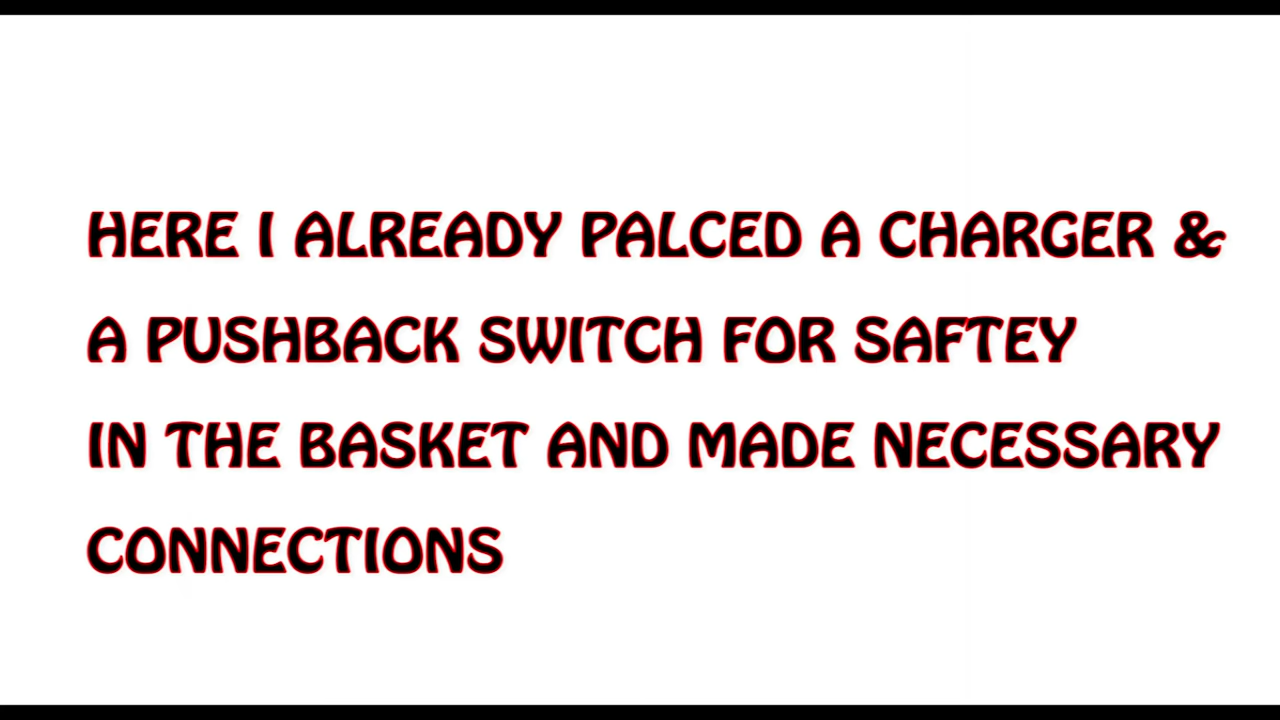 HERE I ALREADY PALCED A CHARGER &
A PUSHBACK SWITCH FOR SAFTEY
IN THE BASKET AND MADE NECESSARY
CONNECTIONS